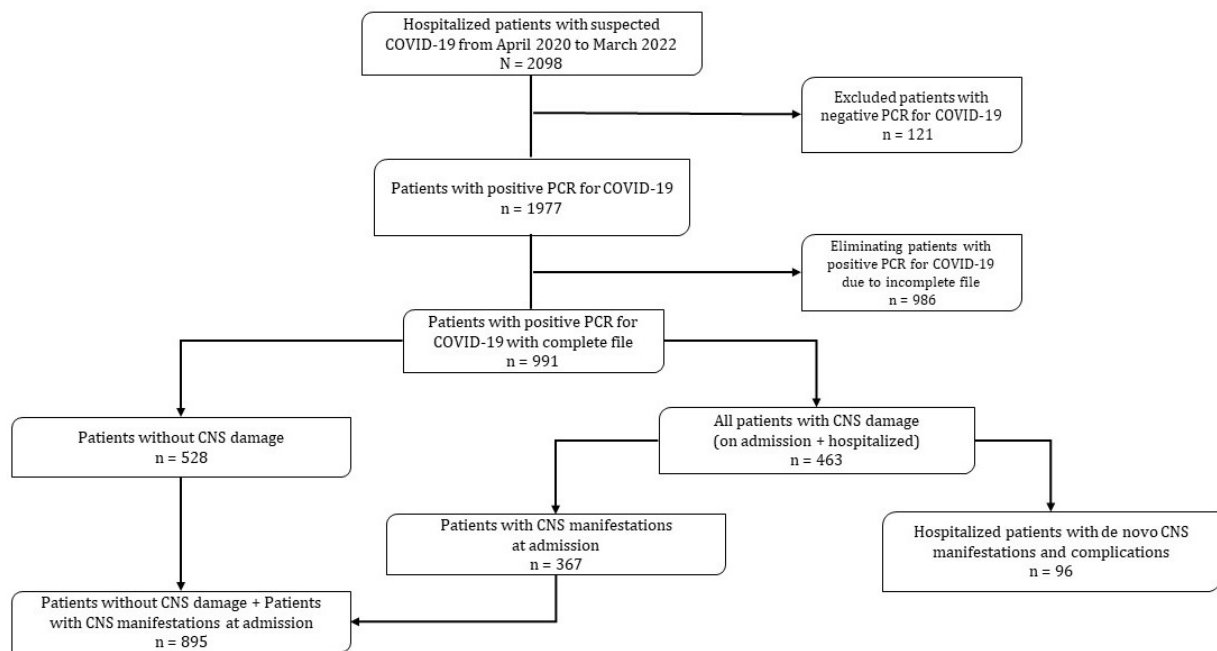 Hospitalized patients with suspected
COVID-19 from April 2020 to March 2022
N = 2098
Excluded patients with
negative PCR for COVID-19
n = 121
Patients with positive PCR for COVID-19
n = 1977
Eliminating patients with
positive PCR for COVID-19
due to incomplete file
n = 986
Patients with positive PCR for
COVID-19 with complete file
n = 991
Patients without CNS damage
n = 528
All patients with CNS damage
(on admission + hospitalized)
n = 463
Patients with CNS manifestations
at admission
n = 367
Hospitalized patients with de novo CNS
manifestations and complications
n = 96
Patients without CNS damage + Patients
with CNS manifestations at admission
n = 895